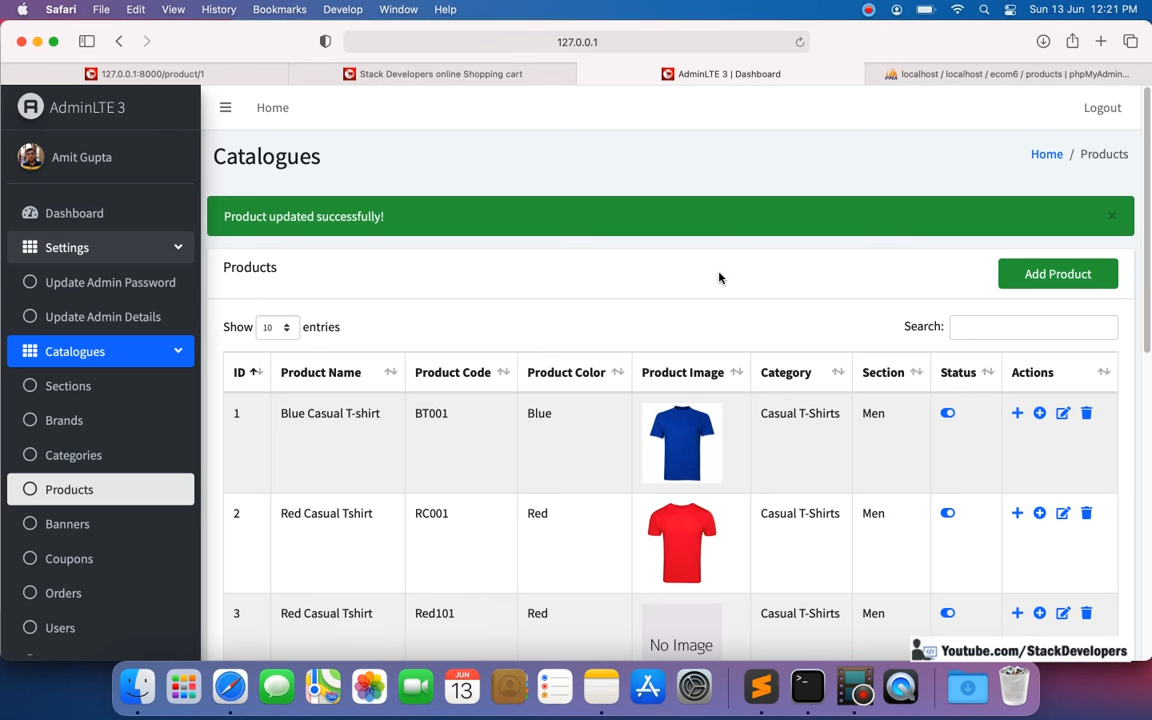 Safari File Edit View History Bookmarks Develop Window Help Sun 13 Jun 12:21 PM
127.0.0.1
127.0.0.1:8000/product/1 Stack Developers online Shopping cart AdminLTE 3 | Dashboard localhost / localhost / ecom6 / products | phpMyAdmin...
AdminLTE 3
Home Logout
Amit Gupta
Catalogues
Home / Products
Dashboard
Product updated successfully! ×
Settings
Products
Add Product
Update Admin Password
Update Admin Details
Show 10 entries Search:
Catalogues
ID Product Name Product Code Product Color Product Image Category Section Status Actions
Sections
1 Blue Casual T-shirt BT001 Blue Casual T-Shirts Men
Brands
Categories
Products
2 Red Casual Tshirt RC001 Red Casual T-Shirts Men
Banners
Coupons
Orders
3 Red Casual Tshirt Red101 Red Casual T-Shirts Men
Users
No Image
Youtube.com/StackDevelopers
JUN
13